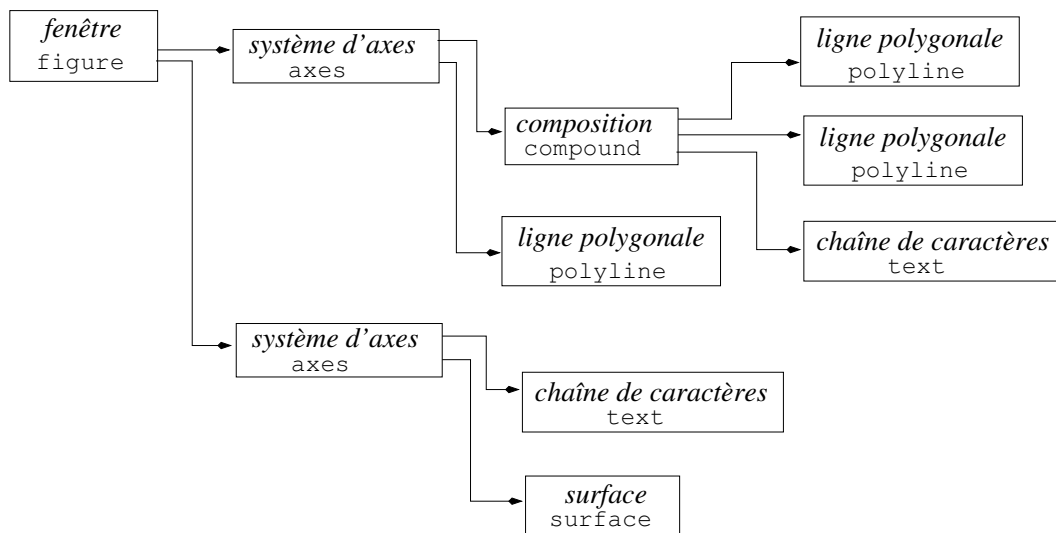 fenêtre
figure
système d'axes
axes
composition
compound
ligne polygonale
polyline
ligne polygonale
polyline
chaîne de caractères
text
ligne polygonale
polyline
système d'axes
axes
chaîne de caractères
text
surface
surface